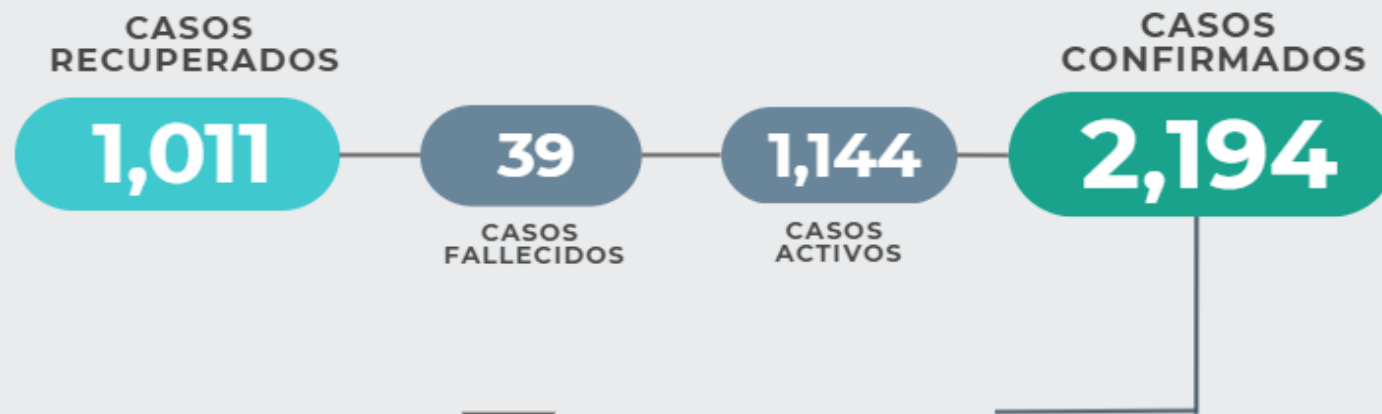 CASOS
RECUPERADOS
1,011
39
CASOS
FALLECIDOS
1,144
CASOS
ACTIVOS
CASOS
CONFIRMADOS
2,194